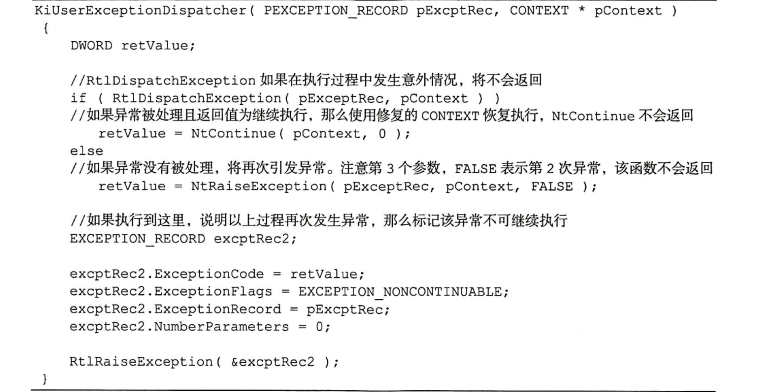 KiUserExceptionDispatcher( PEXCEPTION_RECORD pExcptRec, CONTEXT * pContext )
{
DWORD retValue;
//RtlDispatchException 如果在执行过程中发生意外情况，将不会返回
if ( RtlDispatchException( pExceptRec, pContext ) )
//如果异常被处理且返回值为继续执行，那么使用修复的 CONTEXT 恢复执行，NtContinue 不会返回
retValue = NtContinue( pContext, 0 );
else
//如果异常没有被处理，将再次引发异常。注意第 3 个参数，FALSE 表示第 2 次异常，该函数不会返回
retValue = NtRaiseException( pExceptRec, pContext, FALSE );
//如果执行到这里，说明以上过程再次发生异常，那么标记该异常不可继续执行
EXCEPTION_RECORD excptRec2;
excptRec2.ExceptionCode = retValue;
excptRec2.ExceptionFlags = EXCEPTION_NONCONTINUABLE;
excptRec2.ExceptionRecord = pExcptRec;
excptRec2.NumberParameters = 0;
RtlRaiseException( &excptRec2 );
}